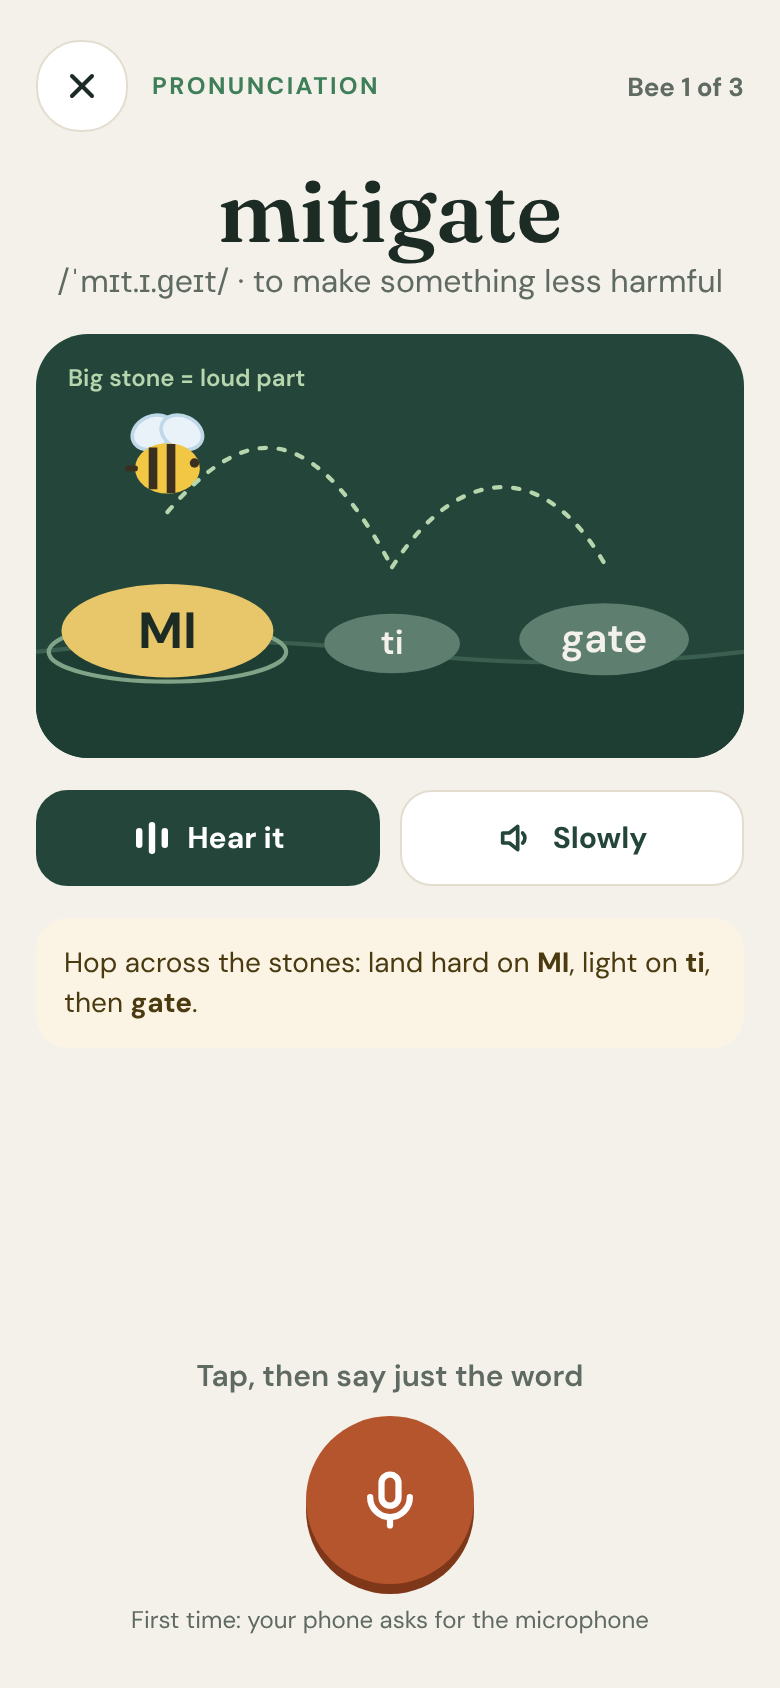 PRONUNCIATION
Bee 1 of 3
mitigate
/ˈmɪt.ɪ.ɡeɪt/ · to make something less harmful
Big stone = loud part
MI
ti
gate
Hear it
Slowly
Hop across the stones: land hard on MI, light on ti,
then gate.
Tap, then say just the word
First time: your phone asks for the microphone